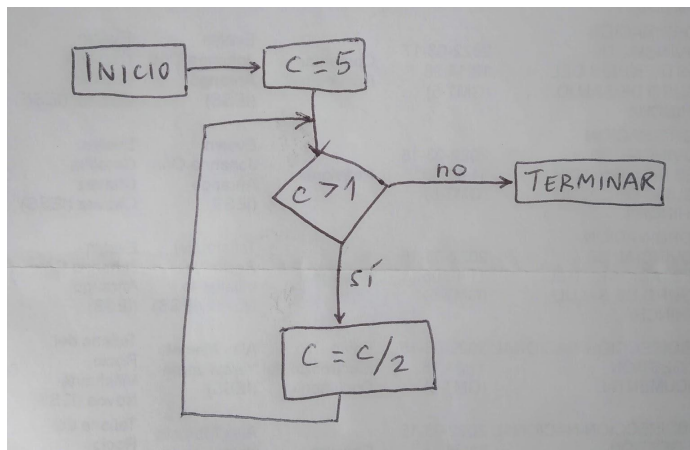 INICIO
C = 5
C > 1
no
TERMINAR
sí
C = C/2